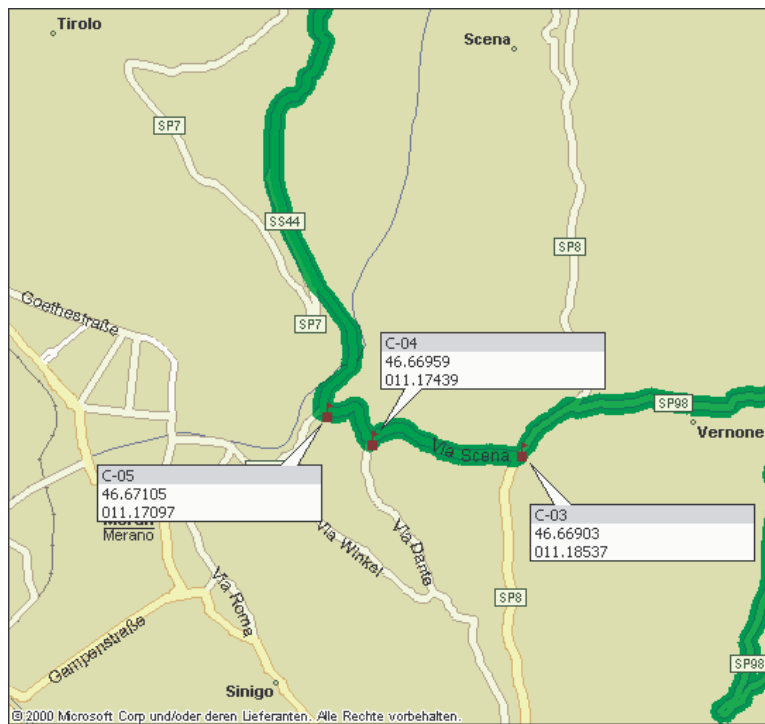 Tirolo
Scena
SP7
SS44
SP8
Goethestraße
SP7
C-04
46.66959
011.17439
SP98
Vernone
Via Scena
C-05
46.67105
011.17097
C-03
46.66903
011.18537
Meran
Merano
Via Winkel
Via Dante
Via Roma
SP8
Gampenstraße
SP98
Sinigo
©2000 Microsoft Corp und/oder deren Lieferanten. Alle Rechte vorbehalten.